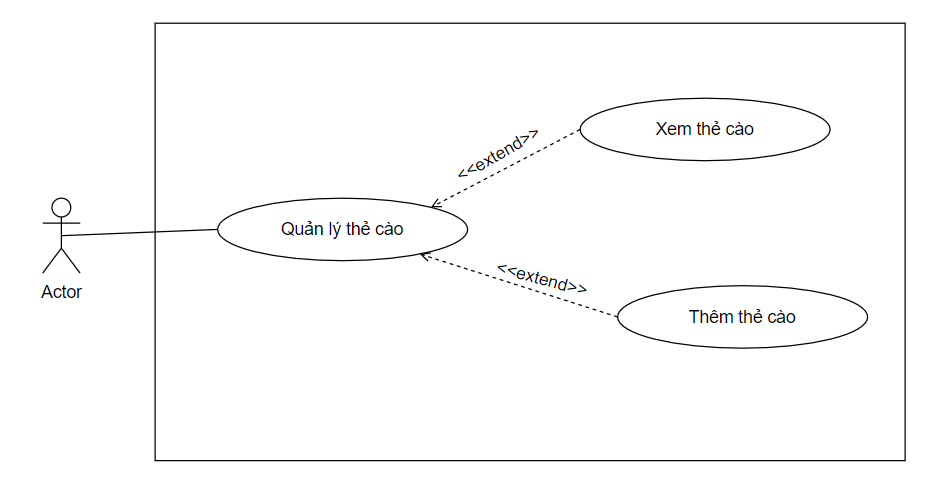 Xem thẻ cào
<<extend>>
Quản lý thẻ cào
<<extend>>
Actor
Thêm thẻ cào